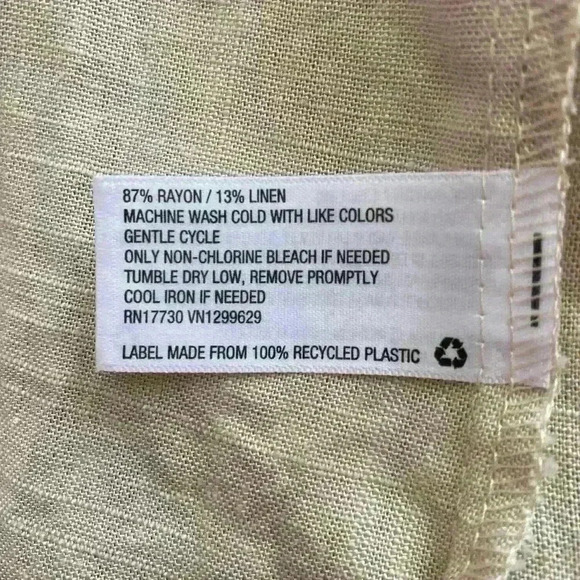 87% RAYON / 13% LINEN
MACHINE WASH COLD WITH LIKE COLORS
GENTLE CYCLE
ONLY NON-CHLORINE BLEACH IF NEEDED
TUMBLE DRY LOW, REMOVE PROMPTLY
COOL IRON IF NEEDED
RN17730 VN1299629
LABEL MADE FROM 100% RECYCLED PLASTIC